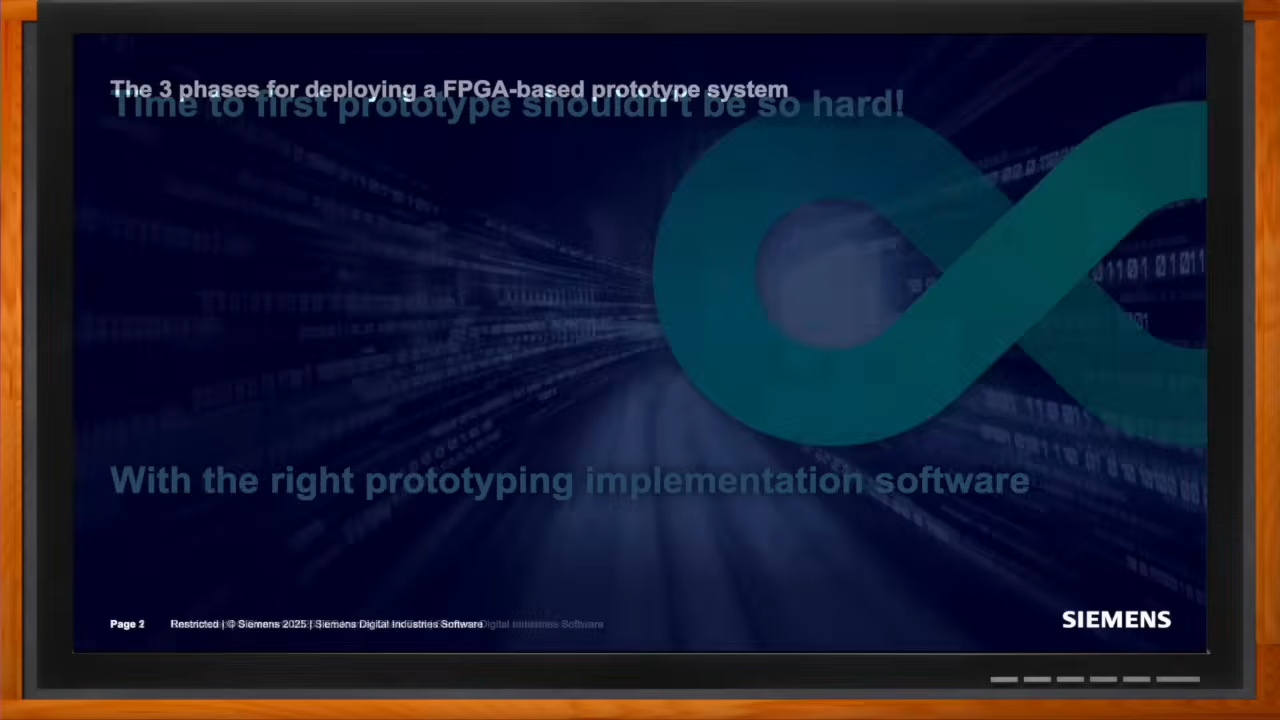 The 3 phases for deploying a FPGA-based prototype system
Time to first prototype shouldn't be so hard!
With the right prototyping implementation software
Page 2 Restricted | © Siemens 2025 | Siemens Digital Industries Software
SIEMENS